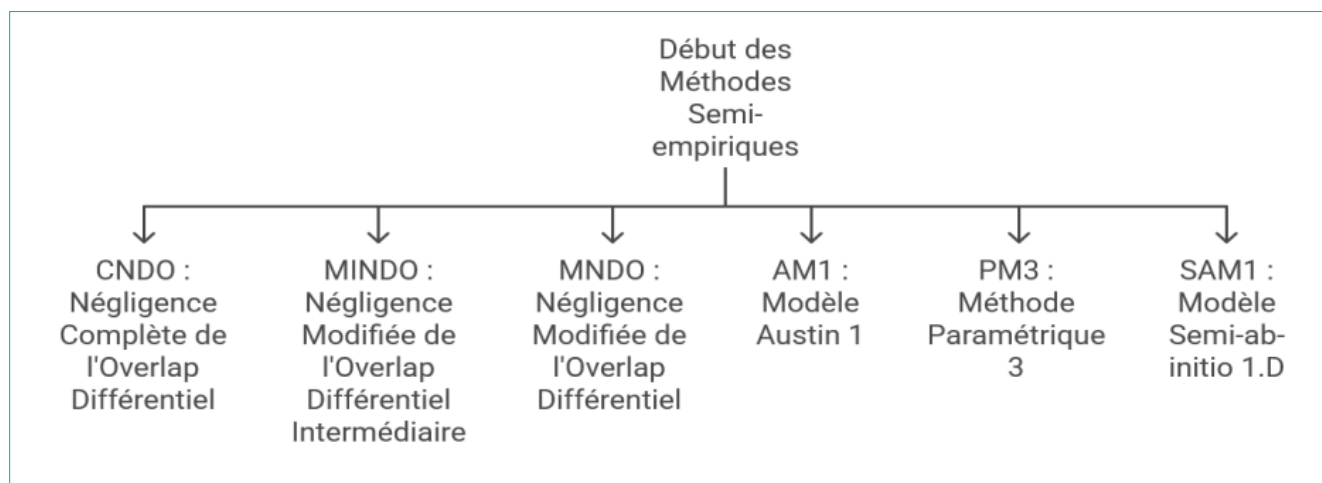 Début des
Méthodes
Semi-
empiriques
CNDO :
Négligence
Complète de
l'Overlap
Différentiel
MINDO :
Négligence
Modifiée de
l'Overlap
Différentiel
Intermédiaire
MNDO :
Négligence
Modifiée de
l'Overlap
Différentiel
AM1 :
Modèle
Austin 1
PM3 :
Méthode
Paramétrique
3
SAM1 :
Modèle
Semi-ab-
initio 1.D